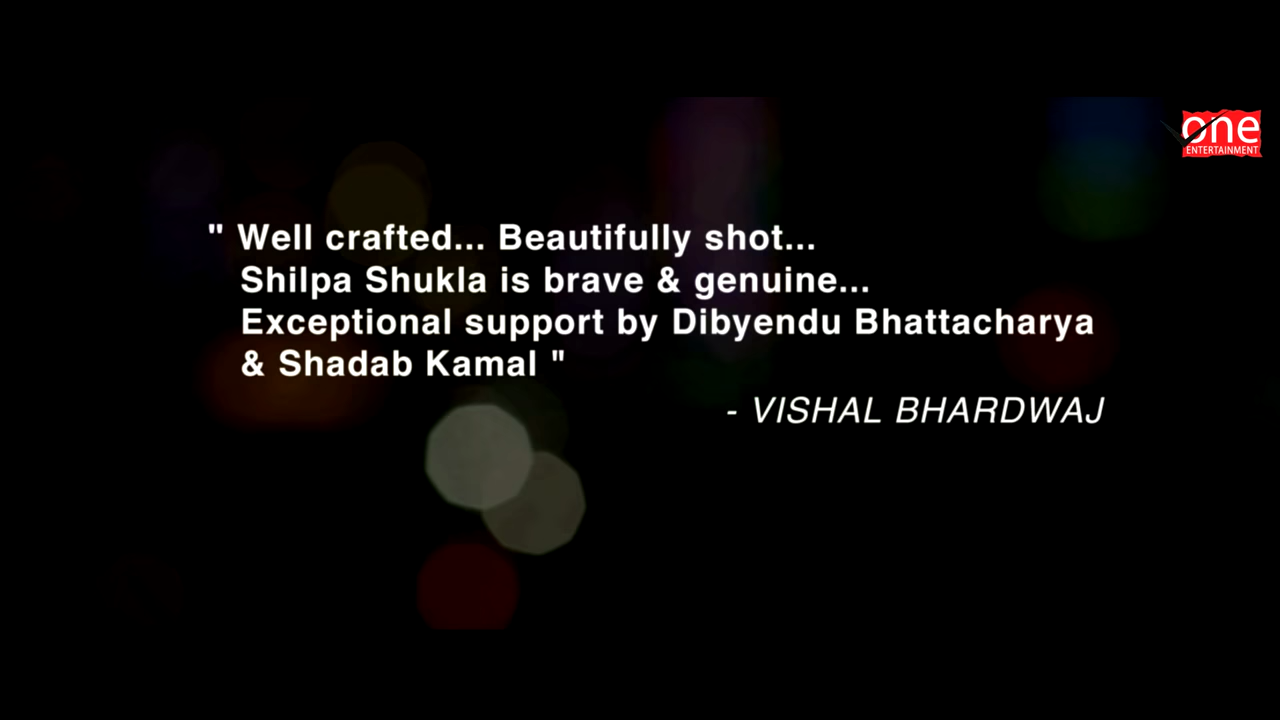 one
ENTERTAINMENT
" Well crafted... Beautifully shot...
Shilpa Shukla is brave & genuine...
Exceptional support by Dibyendu Bhattacharya
& Shadab Kamal "
- VISHAL BHARDWAJ